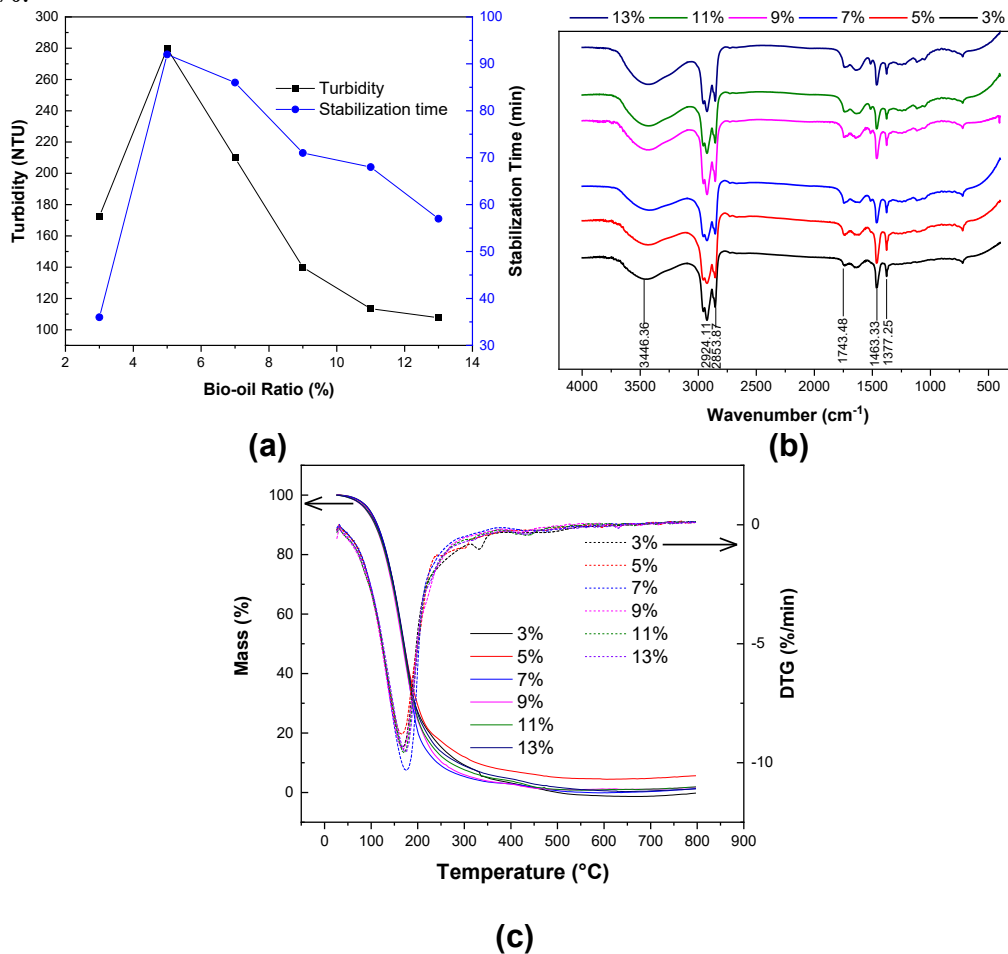 Turbidity (NTU)
300
280
260
240
220
200
180
160
140
120
100
2 4 6 8 10 12 14
Bio-oil Ratio (%)
Turbidity
Stabilization time
100
90
80
70
60
50
40
30
Stabilization Time (min)
(a)
13% 11% 9% 7% 5% 3%
3446.36
2924.11
2853.87
1743.48
1463.33
1377.25
4000 3500 3000 2500 2000 1500 1000 500
Wavenumber (cm-1)
(b)
Mass (%)
100
80
60
40
20
0
3%
5%
7%
9%
11%
13%
3%
5%
7%
9%
11%
13%
0
-5
-10
DTG (%/min)
0 100 200 300 400 500 600 700 800 900
Temperature (°C)
(c)